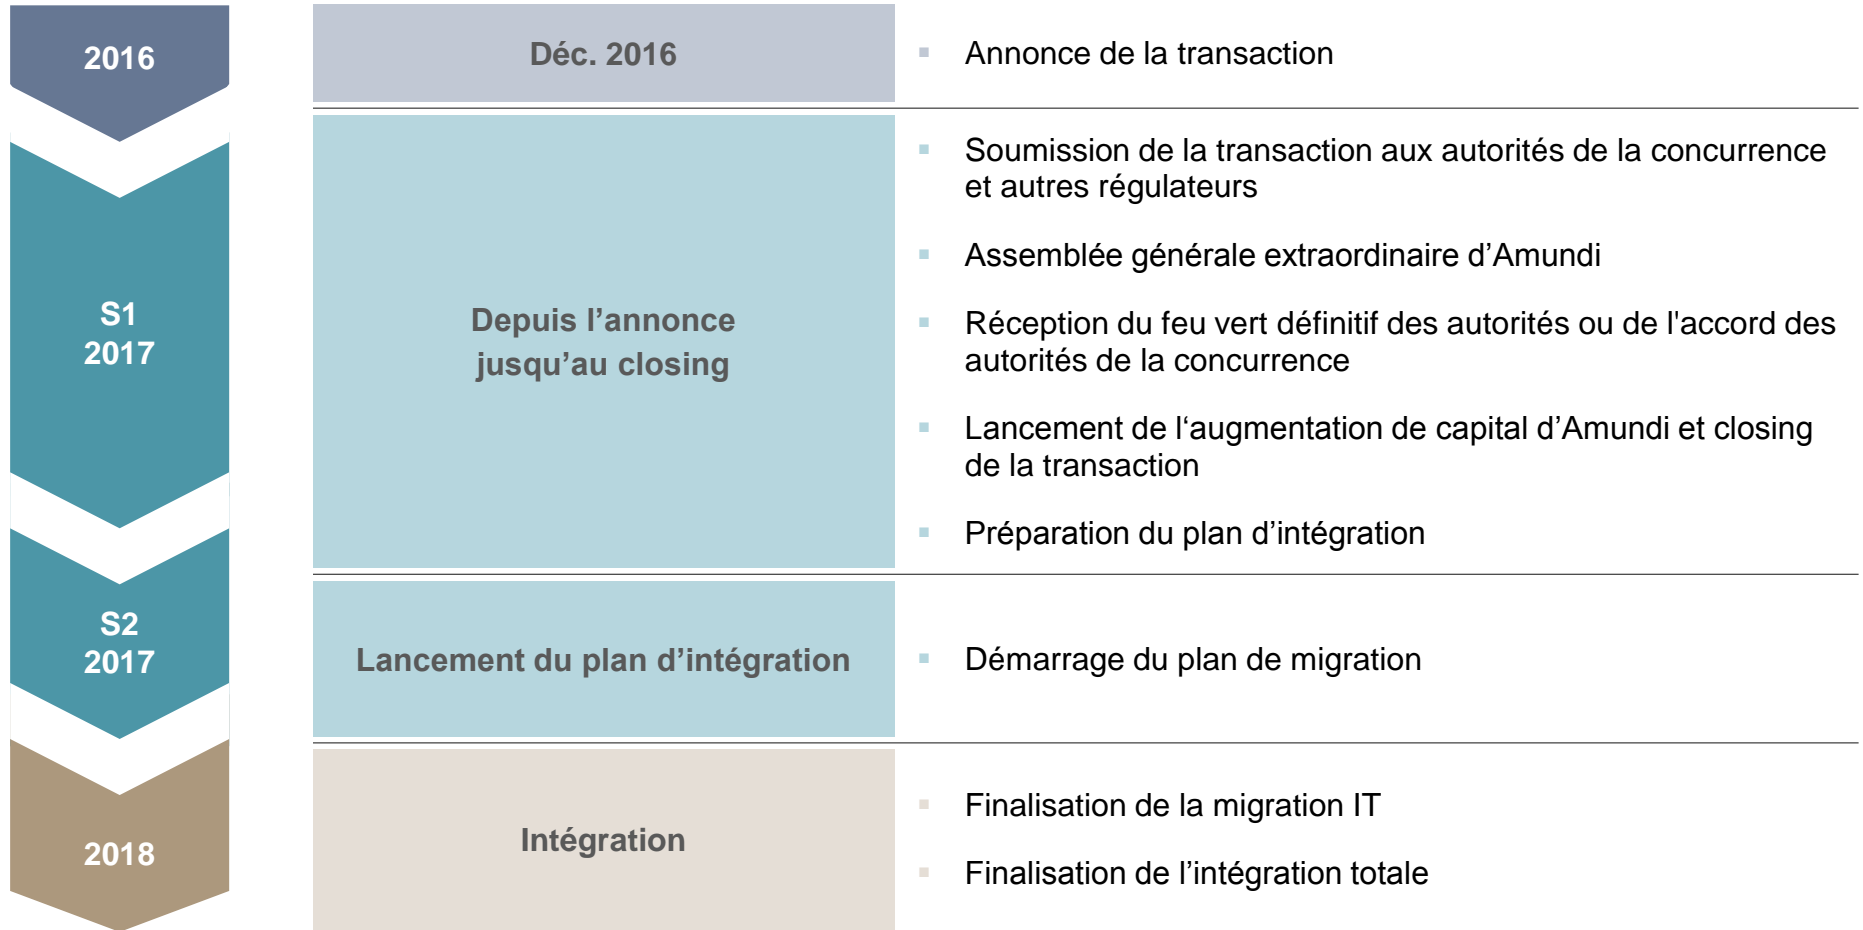 2016
Déc. 2016
▪ Annonce de la transaction
S1
2017
Depuis l’annonce
jusqu’au closing
▪ Soumission de la transaction aux autorités de la concurrence
et autres régulateurs
▪ Assemblée générale extraordinaire d’Amundi
▪ Réception du feu vert définitif des autorités ou de l'accord des
autorités de la concurrence
▪ Lancement de l‘augmentation de capital d’Amundi et closing
de la transaction
▪ Préparation du plan d’intégration
S2
2017
Lancement du plan d’intégration
▪ Démarrage du plan de migration
2018
Intégration
▪ Finalisation de la migration IT
▪ Finalisation de l’intégration totale